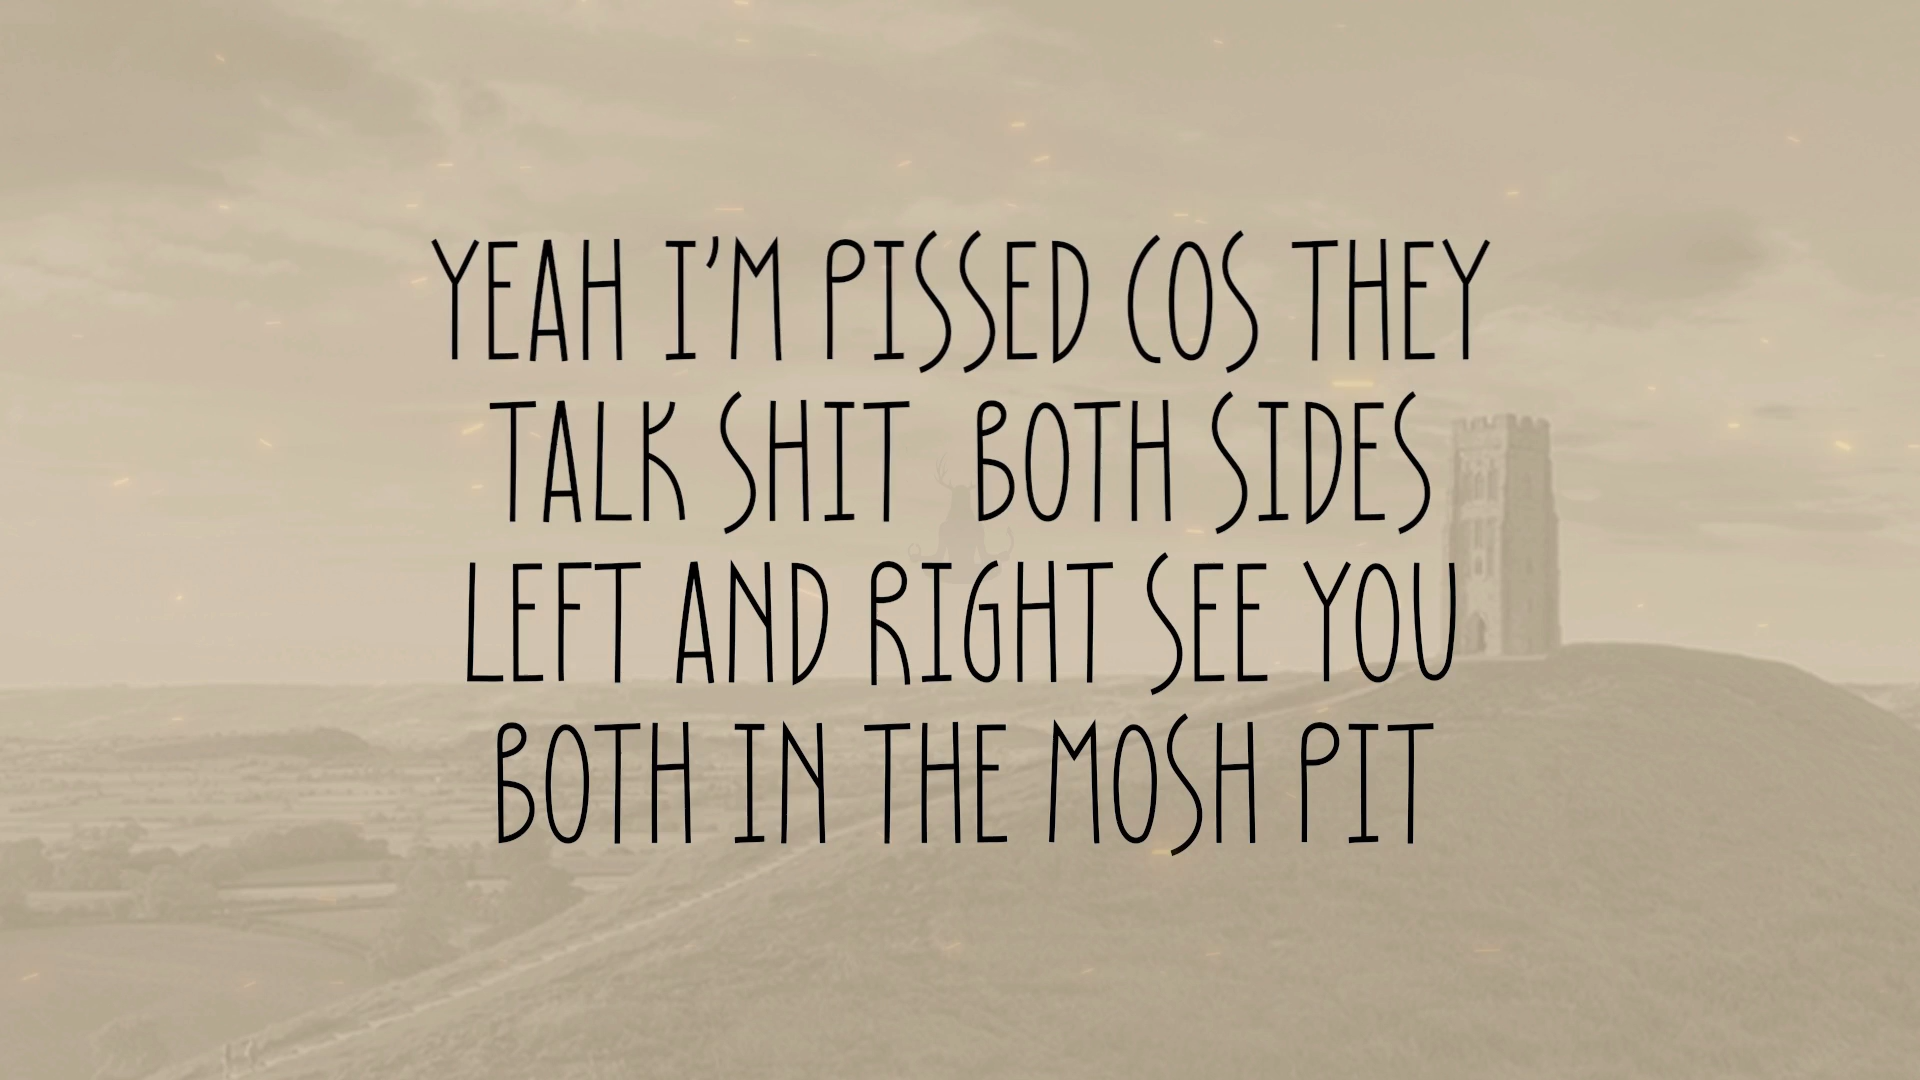 YEAH I'M PISSED COS THEY
TALK SHIT BOTH SIDES
LEFT AND RIGHT SEE YOU
BOTH IN THE MOSH PIT